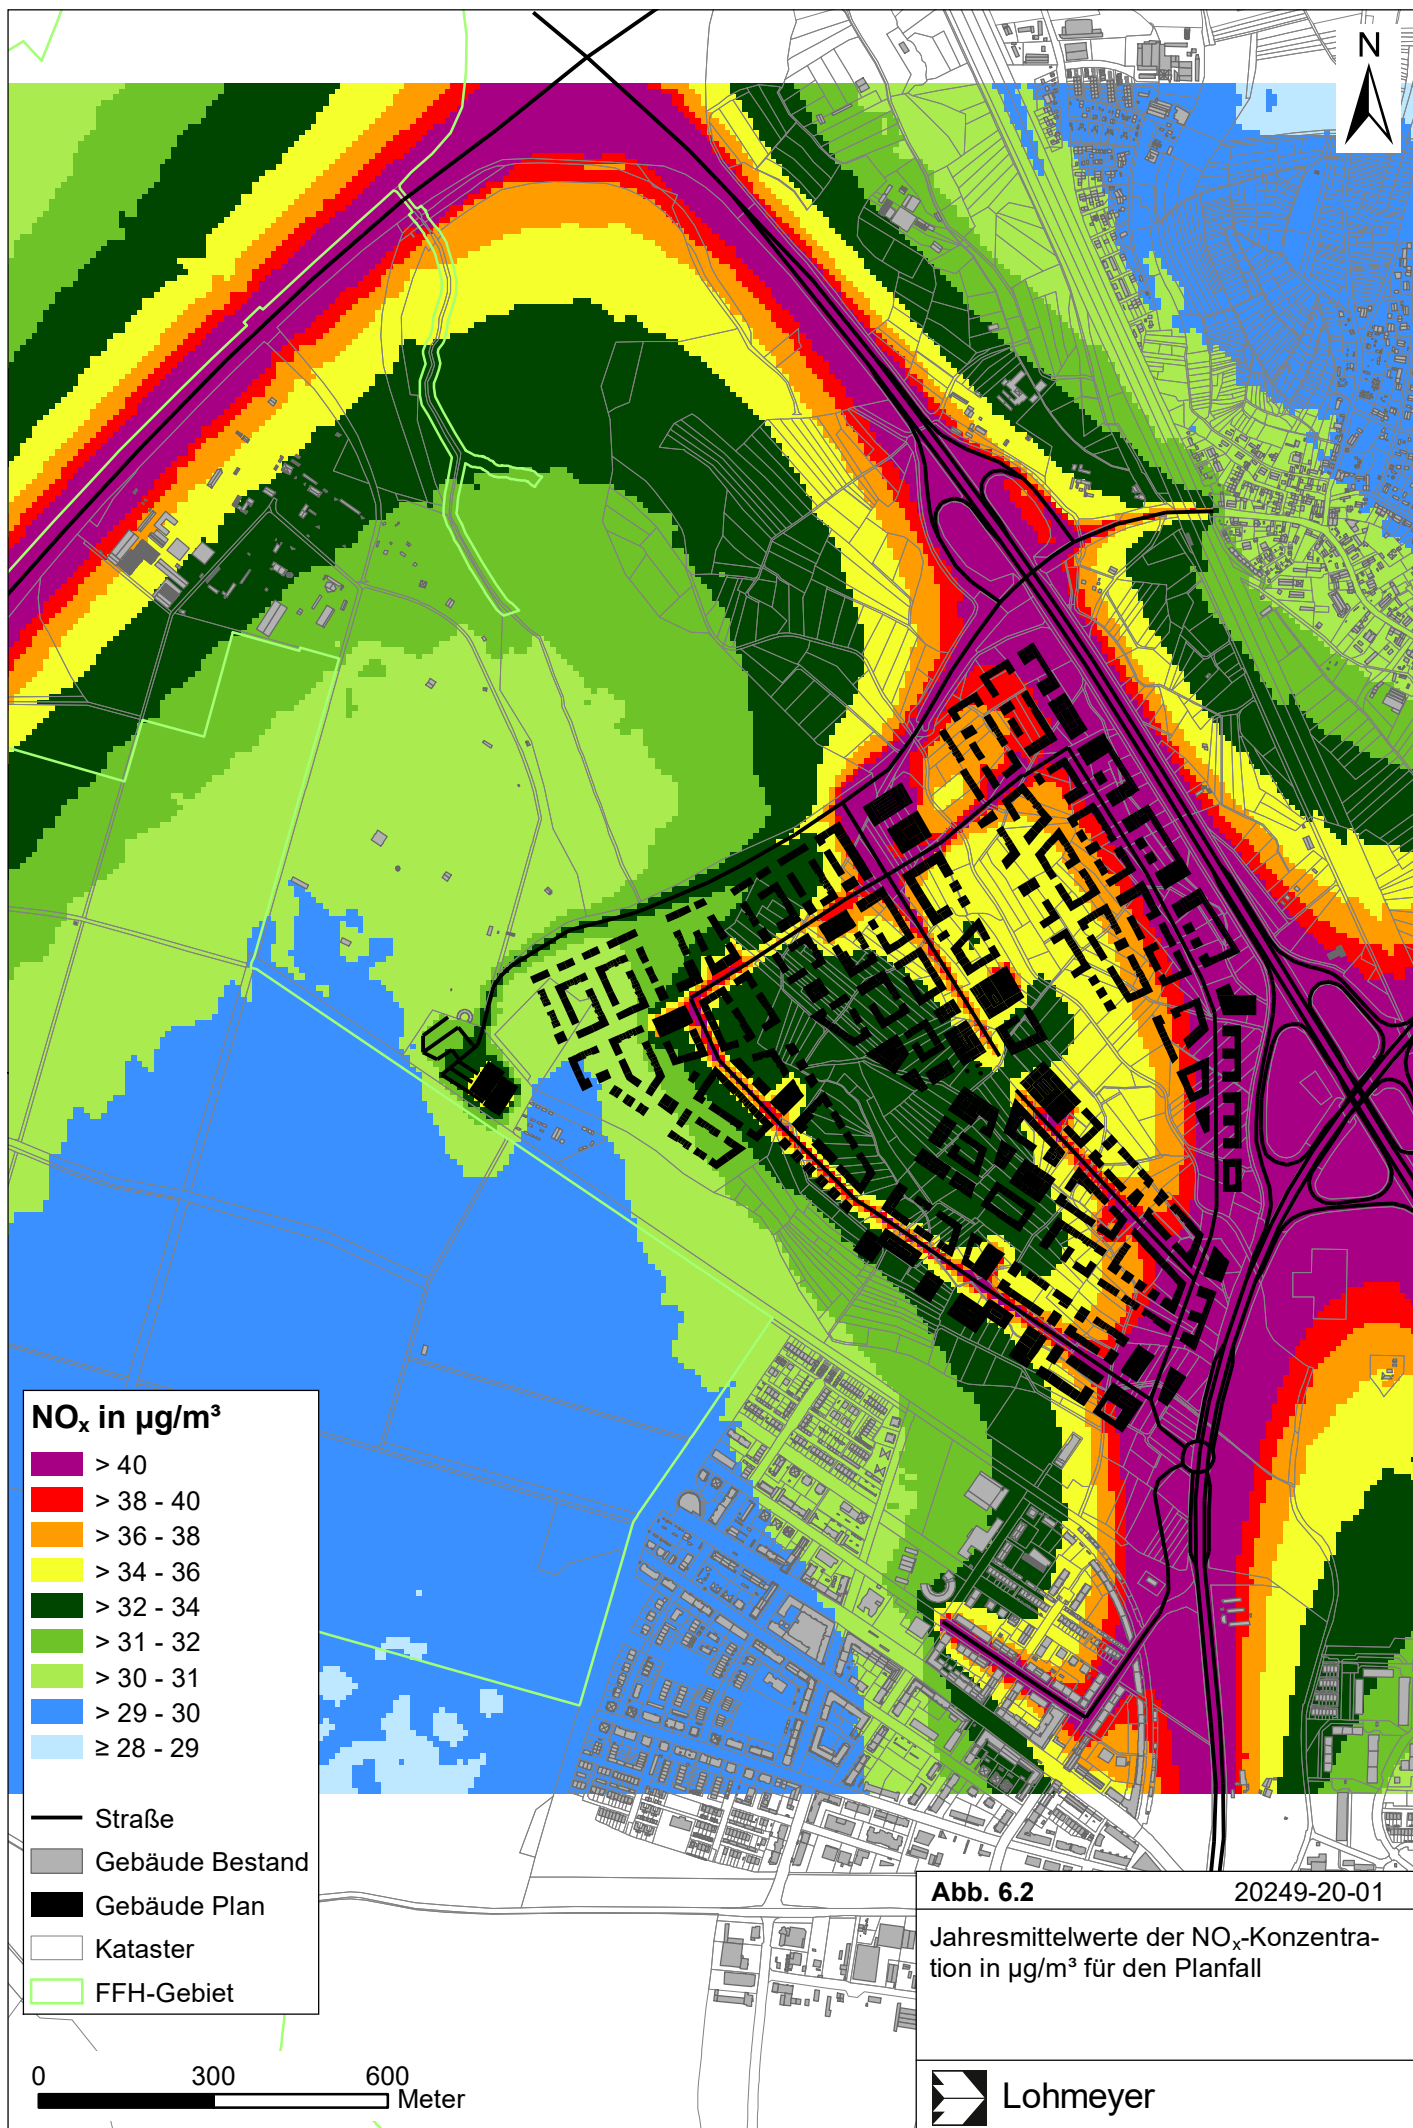 N
NOₓ in µg/m³
> 40
> 38 - 40
> 36 - 38
> 34 - 36
> 32 - 34
> 31 - 32
> 30 - 31
> 29 - 30
≥ 28 - 29
Straße
Gebäude Bestand
Gebäude Plan
Kataster
FFH-Gebiet
0 300 600
Meter
Abb. 6.2 20249-20-01
Jahresmittelwerte der NOₓ-Konzentra-
tion in µg/m³ für den Planfall
Lohmeyer